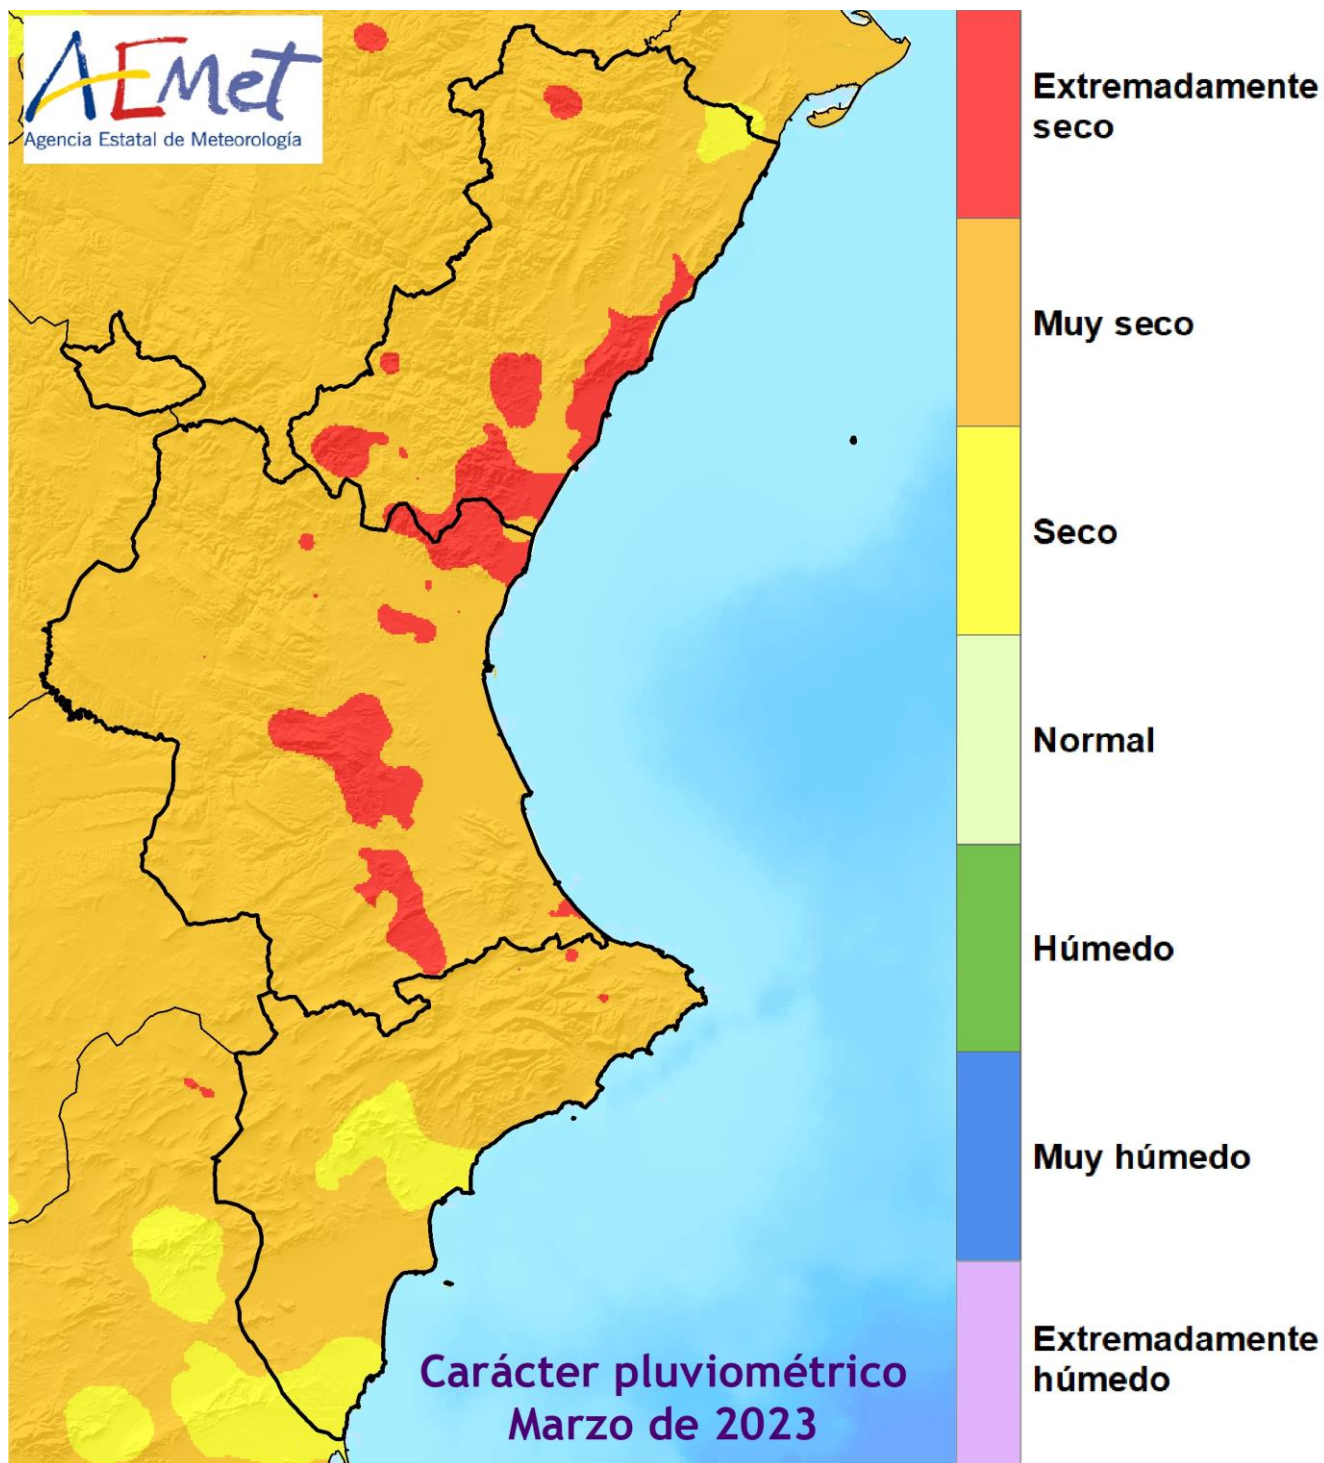 AEMet
Agencia Estatal de Meteorología
Extremadamente
seco
Muy seco
Seco
Normal
Húmedo
Muy húmedo
Extremadamente
húmedo
Carácter pluviométrico
Marzo de 2023